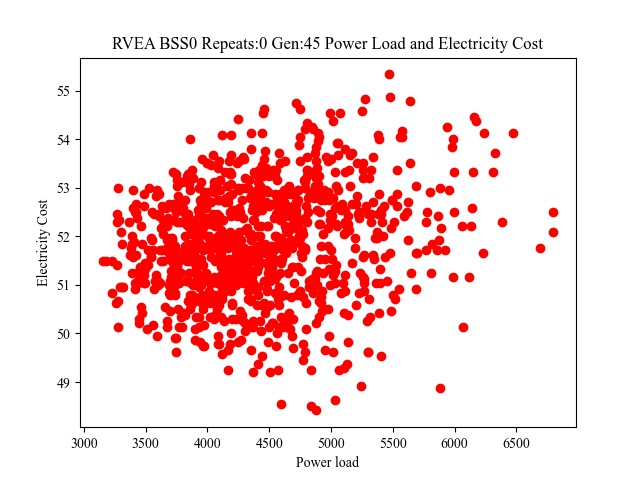 RVEA BSS0 Repeats:0 Gen:45 Power Load and Electricity Cost
55
54
53
52
51
50
49
Electricity Cost
3000 3500 4000 4500 5000 5500 6000 6500
Power load